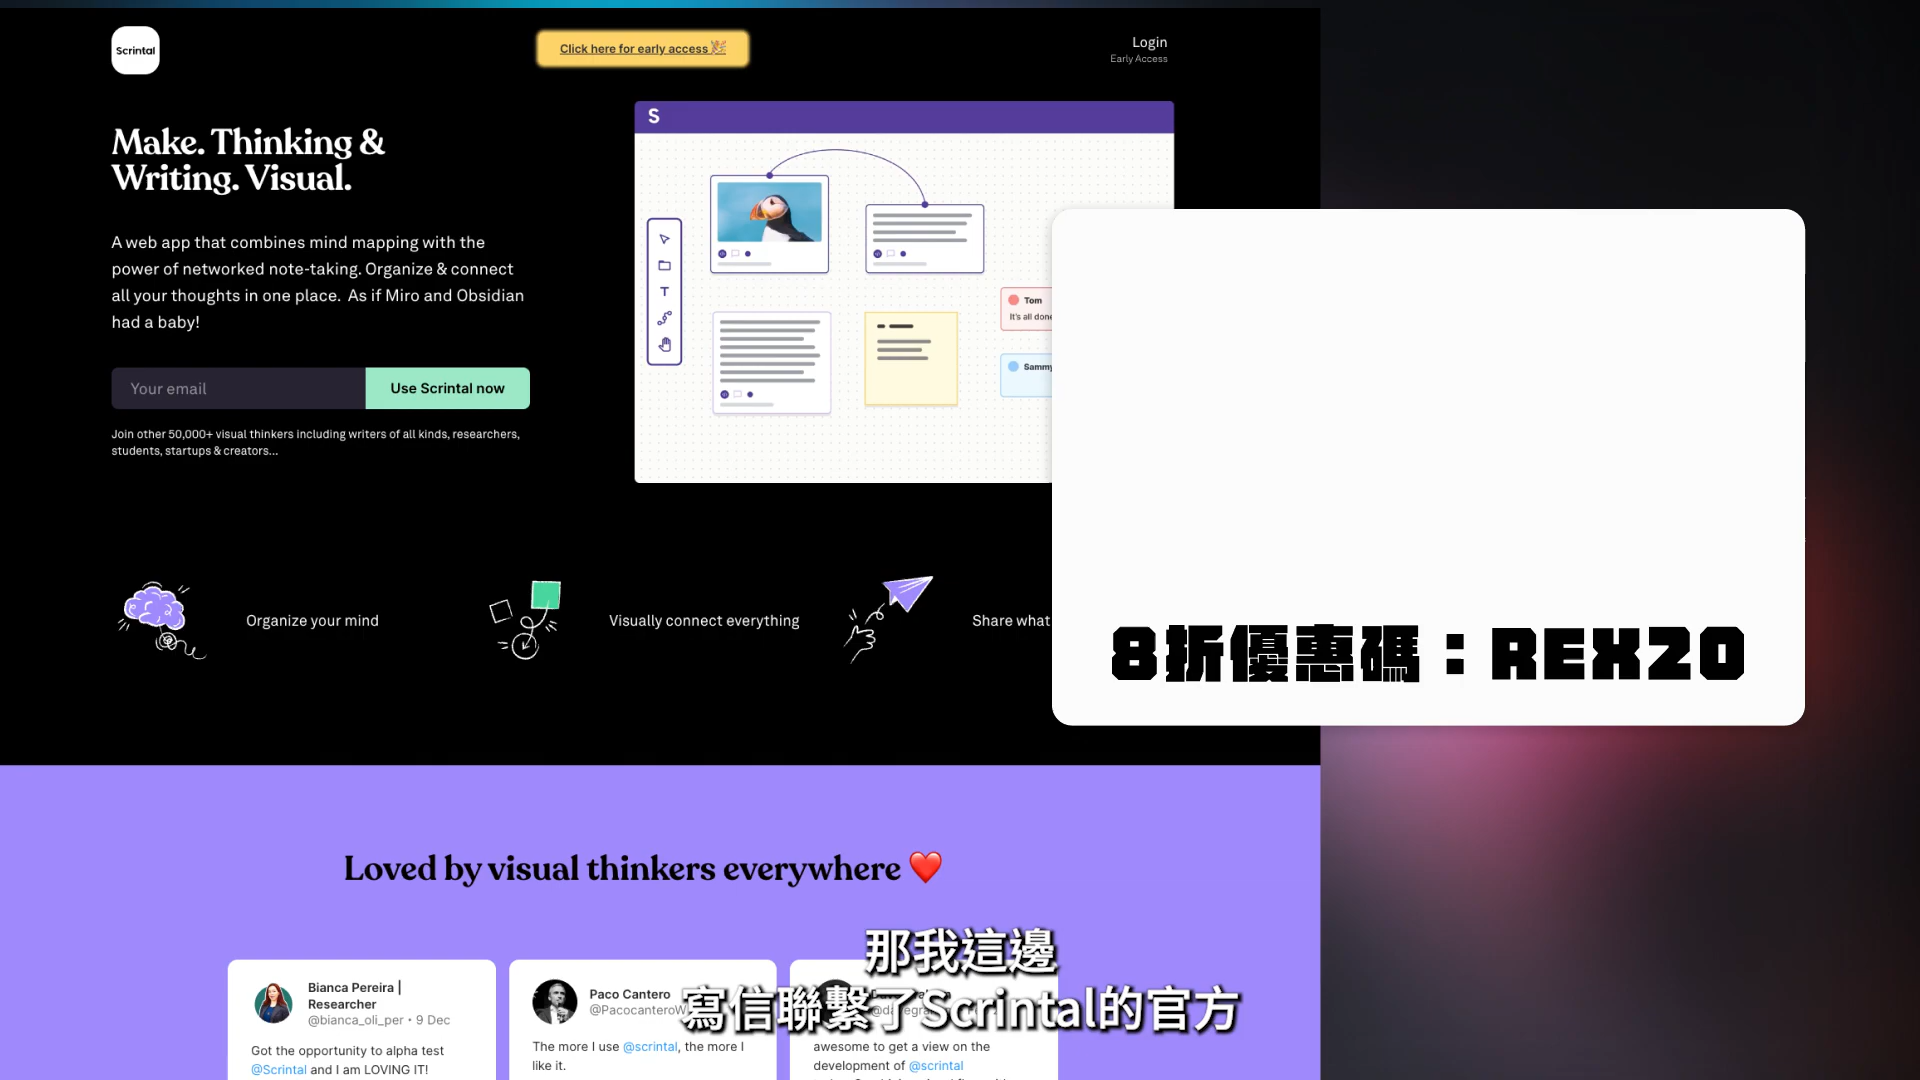 Scrintal
Click here for early access
Login
Early Access
Make. Thinking &
Writing. Visual.
A web app that combines mind mapping with the
power of networked note-taking. Organize & connect
all your thoughts in one place. As if Miro and Obsidian
had a baby!
Your email
Use Scrintal now
Join other 50,000+ visual thinkers including writers of all kinds, researchers,
students, startups & creators...
S
T
Tom
It's all done
Sammy
Organize your mind
Visually connect everything
Share what
8折優惠碼：REX20
Loved by visual thinkers everywhere ❤️
Bianca Pereira |
Researcher
@bianca_oli_per • 9 Dec
Got the opportunity to alpha test
@Scrintal and I am LOVING IT!
Paco Cantero
@PacocanteroW
The more I use @scrintal, the more I
like it.
awesome to get a view on the
development of @scrintal
那我這邊
寫信聯繫了Scrintal的官方